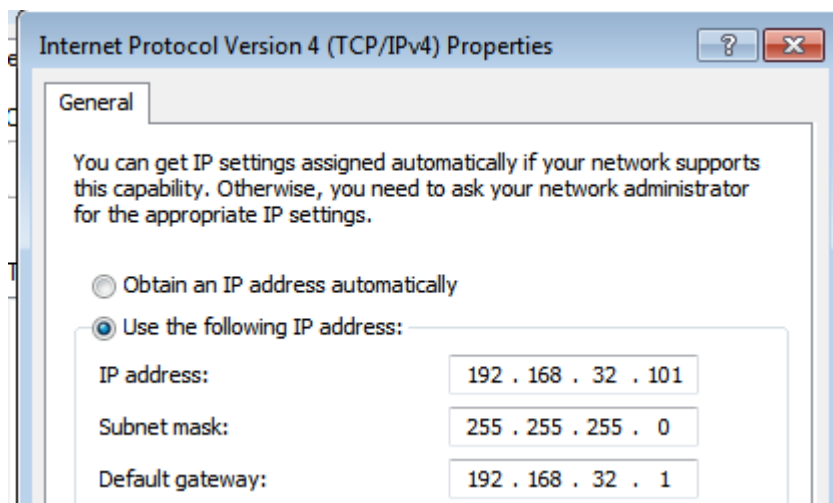 Internet Protocol Version 4 (TCP/IPv4) Properties
?
General
You can get IP settings assigned automatically if your network supports
this capability. Otherwise, you need to ask your network administrator
for the appropriate IP settings.
Obtain an IP address automatically
Use the following IP address:
IP address: 192 . 168 . 32 . 101
Subnet mask: 255 . 255 . 255 . 0
Default gateway: 192 . 168 . 32 . 1